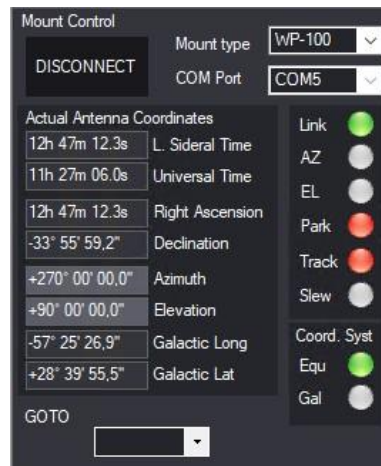 Mount Control
DISCONNECT
Mount type WP-100
COM Port COM5
Actual Antenna Coordinates
12h 47m 12.3s L. Sideral Time
11h 27m 06.0s Universal Time
12h 47m 12.3s Right Ascension
-33° 55' 59,2" Declination
+270° 00' 00,0" Azimuth
+90° 00' 00,0" Elevation
-57° 25' 26,9" Galactic Long
+28° 39' 55,5" Galactic Lat
Link
AZ
EL
Park
Track
Slew
Coord. Syst
Equ
Gal
GOTO